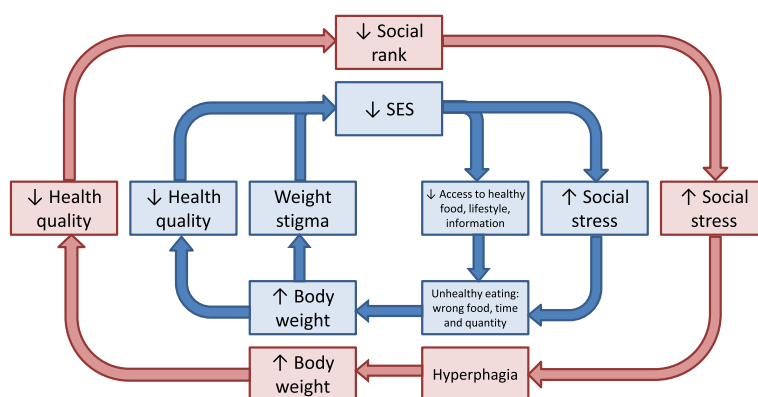 ↓ Social
rank
↓ SES
↓ Health
quality
↓ Health
quality
Weight
stigma
↓ Access to healthy
food, lifestyle,
information
↑ Social
stress
↑ Social
stress
↑ Body
weight
Unhealthy eating:
wrong food, time
and quantity
↑ Body
weight
Hyperphagia